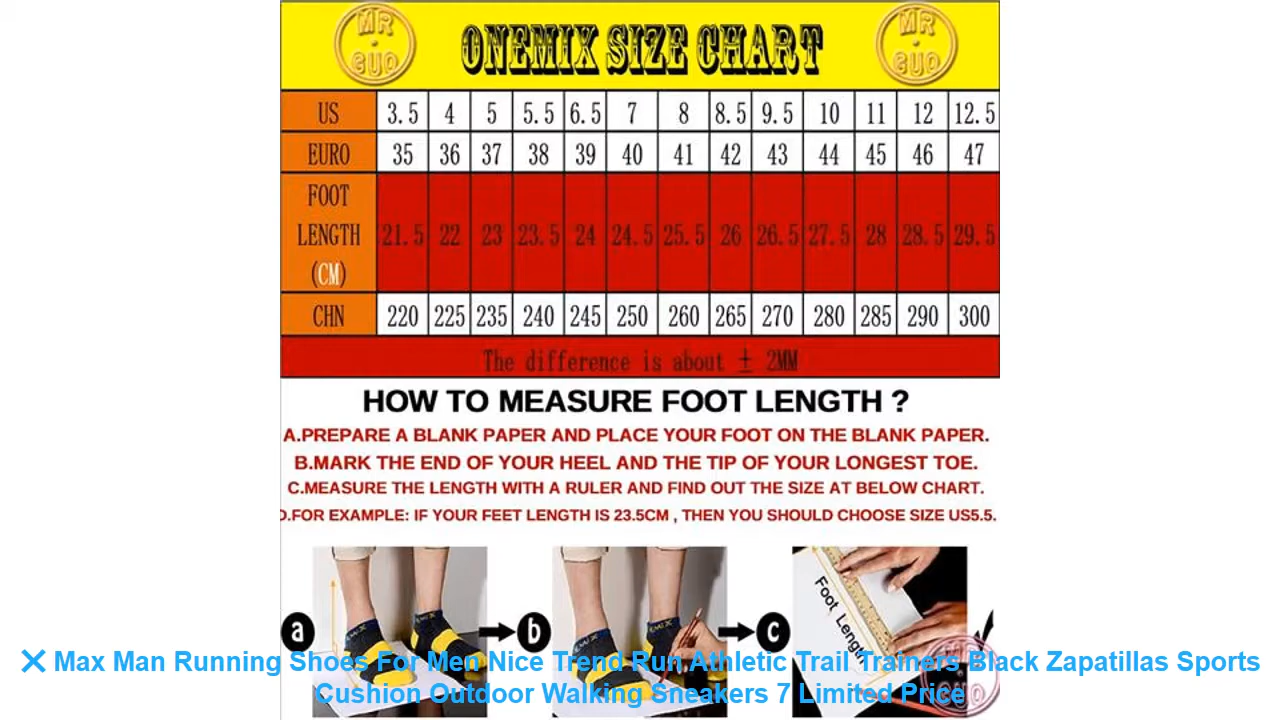 MR GUO
ONEMIX SIZE CHART
MR GUO
US 3.5 4 5 5.5 6.5 7 8 8.5 9.5 10 11 12 12.5
EURO 35 36 37 38 39 40 41 42 43 44 45 46 47
FOOT LENGTH (CM) 21.5 22 23 23.5 24 24.5 25.5 26 26.5 27.5 28 28.5 29.5
CHN 220 225 235 240 245 250 260 265 270 280 285 290 300
The difference is about ± 2MM
HOW TO MEASURE FOOT LENGTH ?
A.PREPARE A BLANK PAPER AND PLACE YOUR FOOT ON THE BLANK PAPER.
B.MARK THE END OF YOUR HEEL AND THE TIP OF YOUR LONGEST TOE.
C.MEASURE THE LENGTH WITH A RULER AND FIND OUT THE SIZE AT BELOW CHART.
D.FOR EXAMPLE: IF YOUR FEET LENGTH IS 23.5CM , THEN YOU SHOULD CHOOSE SIZE US5.5.
a
b
c
Foot Length
❌ Max Man Running Shoes For Men Nice Trend Run Athletic Trail Trainers Black Zapatillas Sports
Cushion Outdoor Walking Sneakers 7 Limited Price